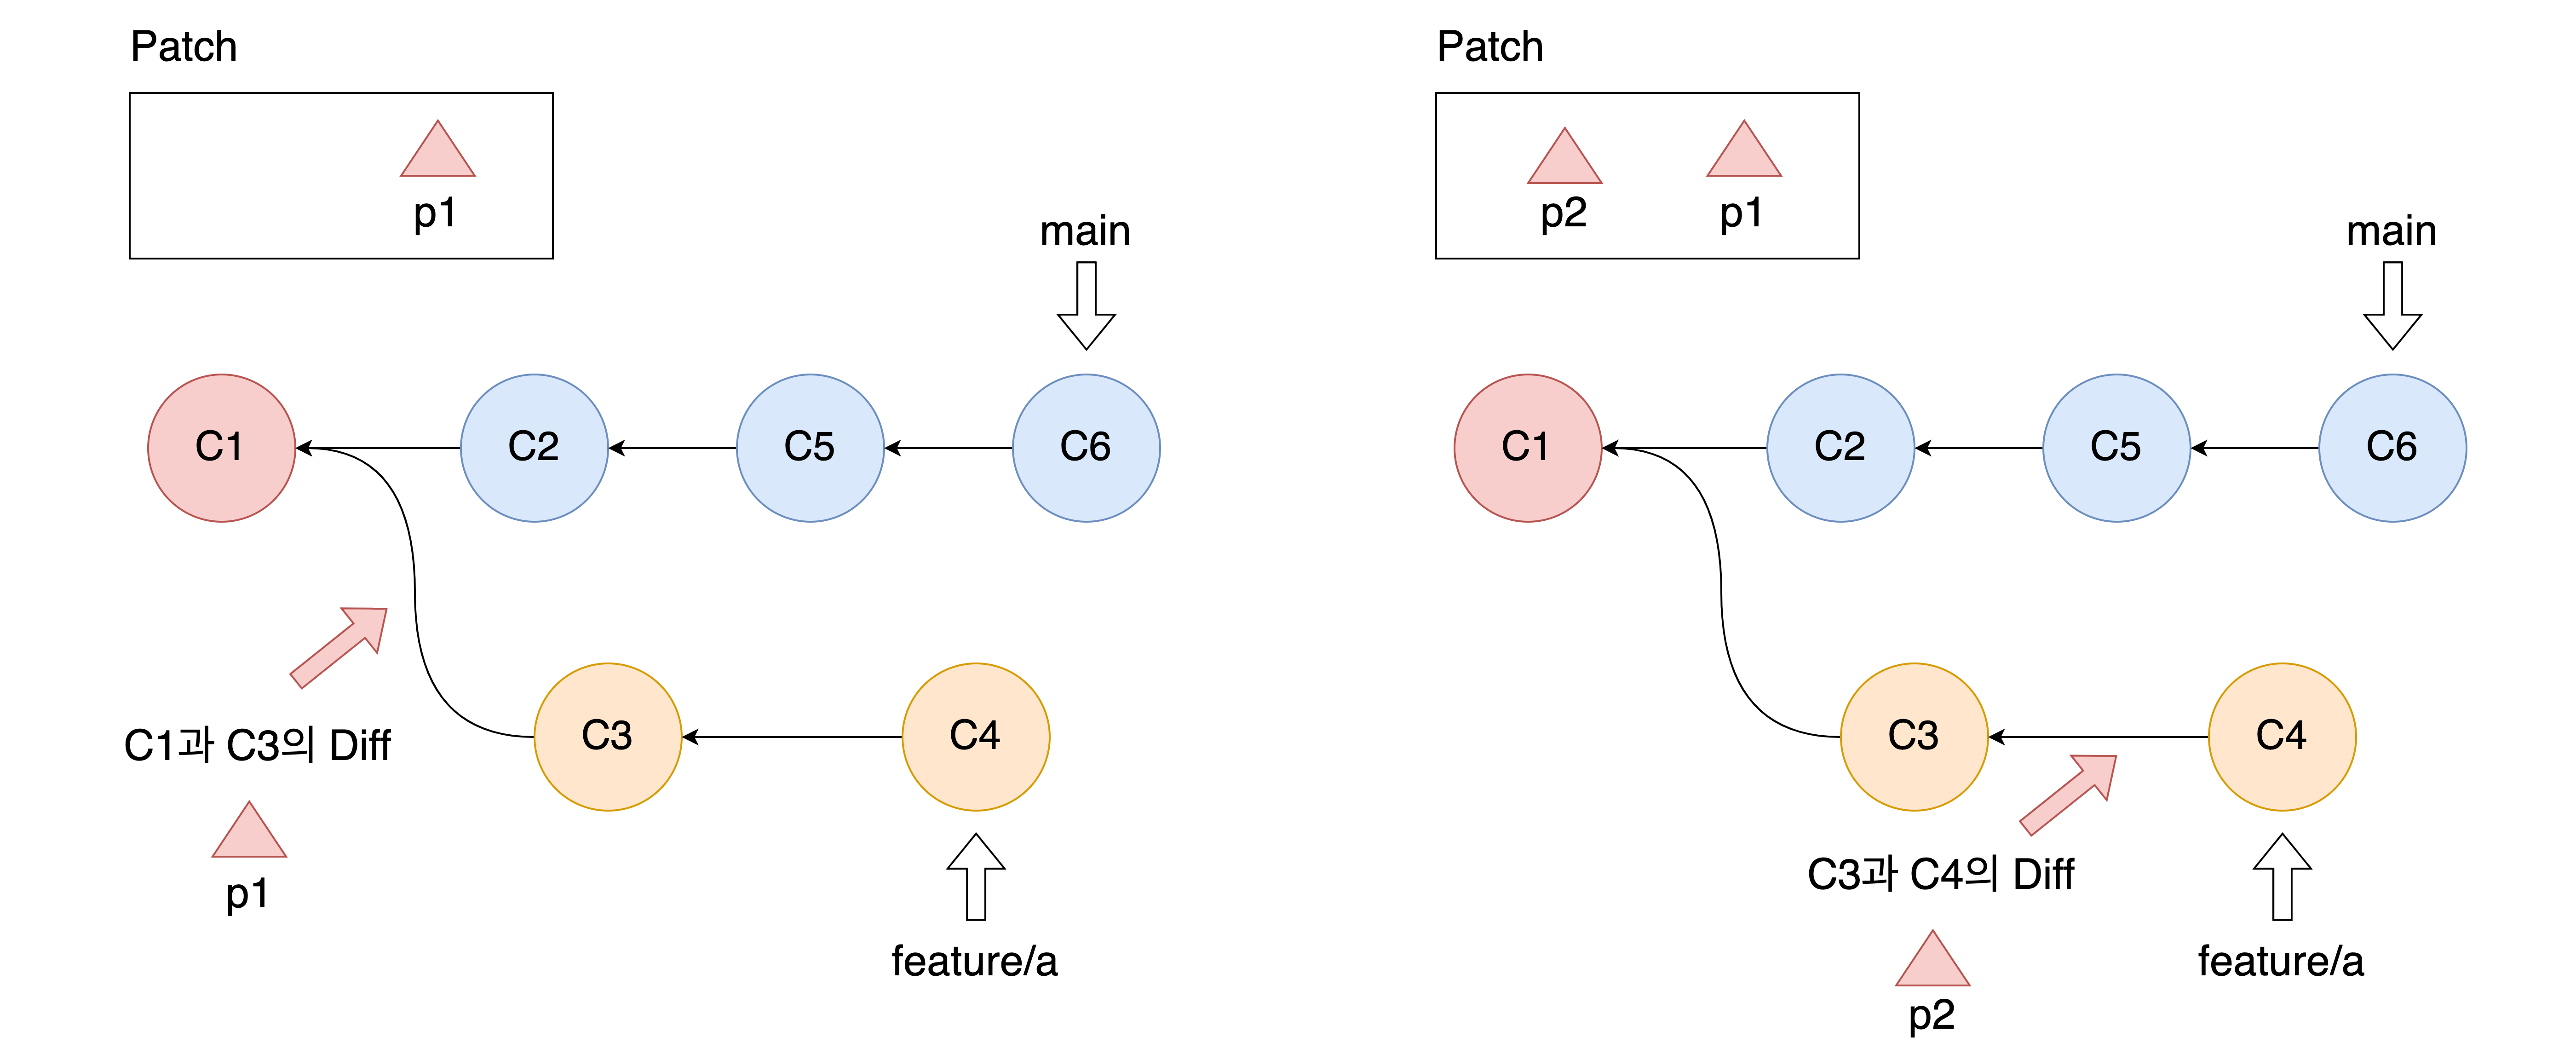 Patch
p1
main
C1
C2
C5
C6
C1과 C3의 Diff
C3
C4
p1
feature/a
Patch
p2
p1
main
C1
C2
C5
C6
C3
C4
C3과 C4의 Diff
feature/a
p2